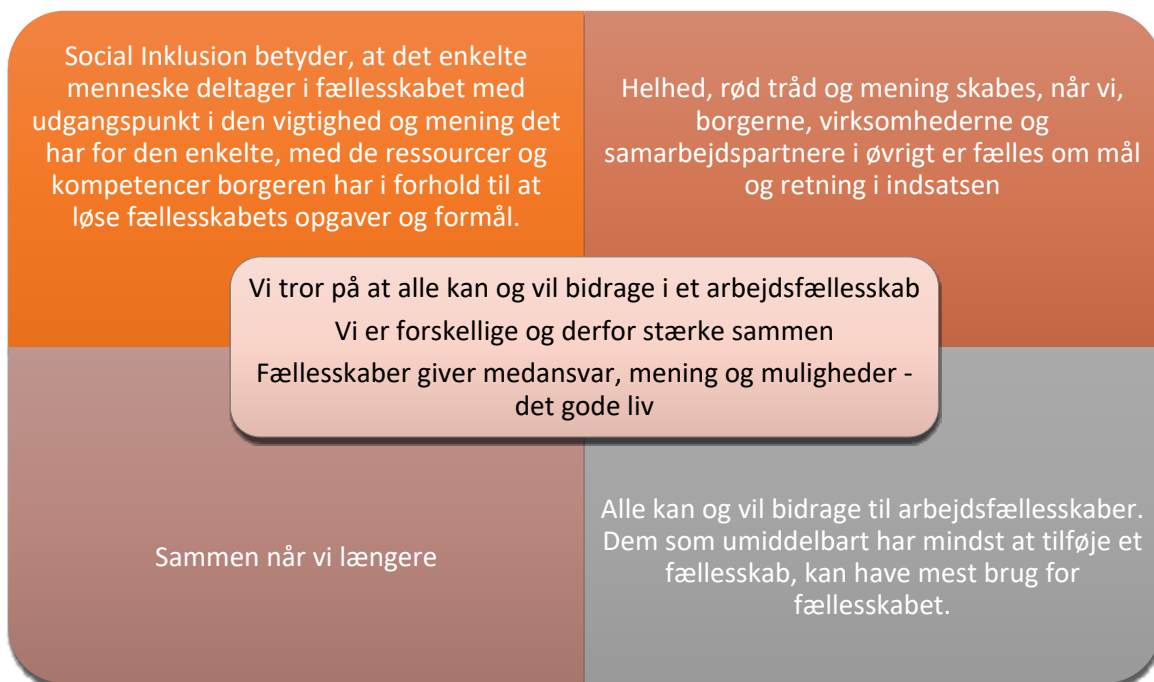 Social Inklusion betyder, at det enkelte
menneske deltager i fællesskabet med
udgangspunkt i den vigtighed og mening det
har for den enkelte, med de ressourcer og
kompetencer borgeren har i forhold til at
løse fællesskabets opgaver og formål.
Helhed, rød tråd og mening skabes, når vi,
borgerne, virksomhederne og
samarbejdspartnere i øvrigt er fælles om mål
og retning i indsatsen
Vi tror på at alle kan og vil bidrage i et arbejdsfællesskab
Vi er forskellige og derfor stærke sammen
Fællesskaber giver medansvar, mening og muligheder -
det gode liv
Sammen når vi længere
Alle kan og vil bidrage til arbejdsfællesskaber.
Dem som umiddelbart har mindst at tilføje et
fællesskab, kan have mest brug for
fællesskabet.